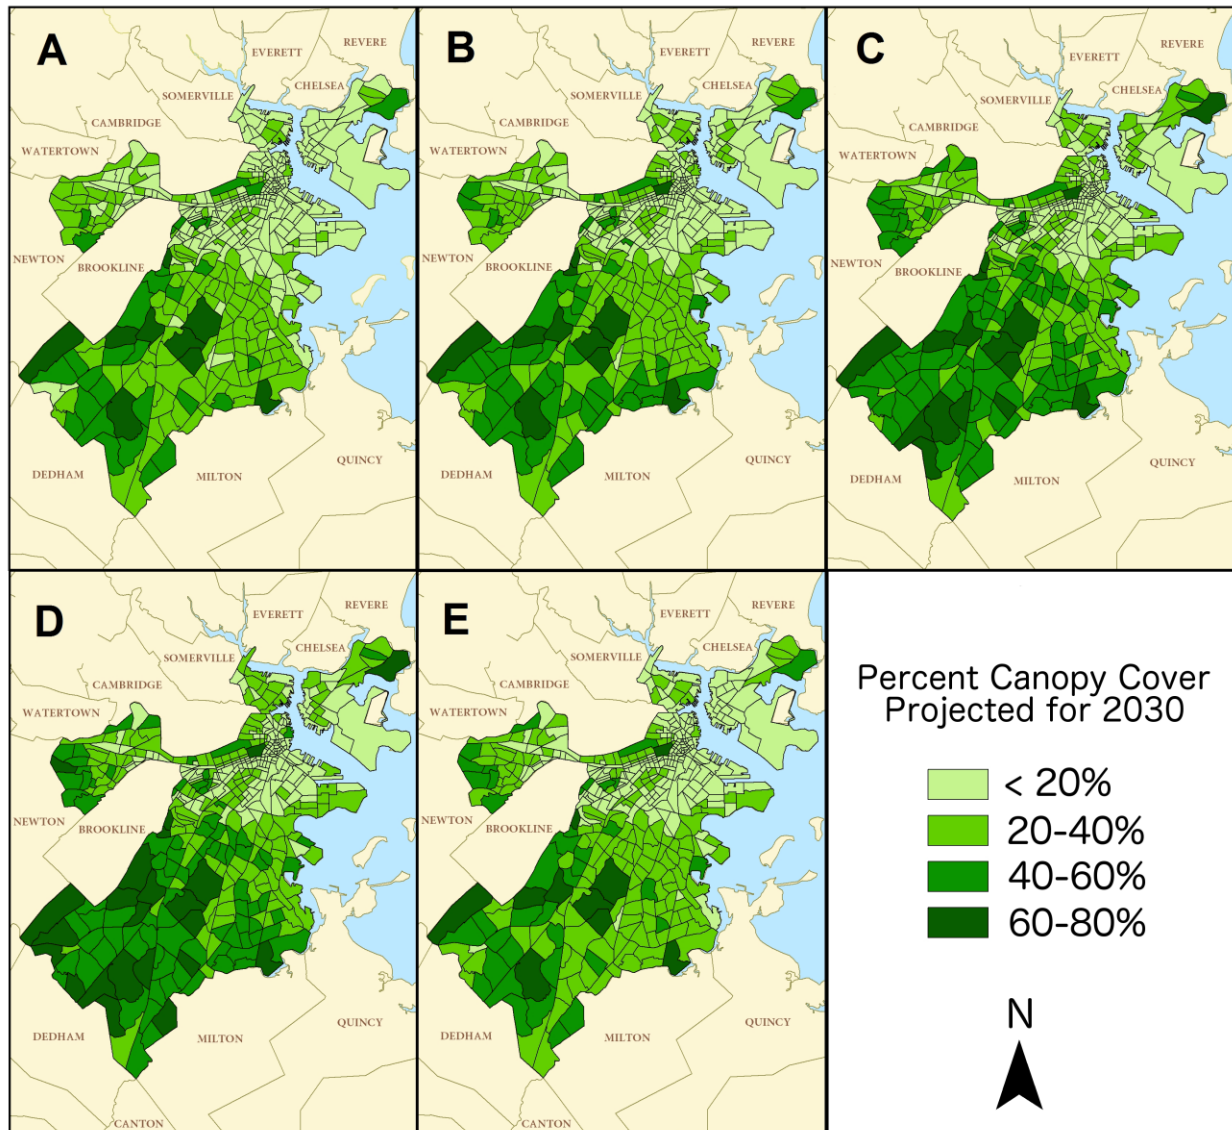 A
EVERETT
REVERE
CHELSEA
SOMERVILLE
CAMBRIDGE
WATERTOWN
NEWTON
BROOKLINE
DEDHAM
MILTON
QUINCY
B
EVERETT
REVERE
CHELSEA
SOMERVILLE
CAMBRIDGE
WATERTOWN
NEWTON
BROOKLINE
DEDHAM
MILTON
QUINCY
C
EVERETT
REVERE
CHELSEA
SOMERVILLE
CAMBRIDGE
WATERTOWN
NEWTON
BROOKLINE
DEDHAM
MILTON
QUINCY
D
EVERETT
REVERE
CHELSEA
SOMERVILLE
CAMBRIDGE
WATERTOWN
NEWTON
BROOKLINE
DEDHAM
MILTON
QUINCY
CANTON
E
EVERETT
REVERE
CHELSEA
SOMERVILLE
CAMBRIDGE
WATERTOWN
NEWTON
BROOKLINE
DEDHAM
MILTON
QUINCY
CANTON
Percent Canopy Cover
Projected for 2030
< 20%
20-40%
40-60%
60-80%
N